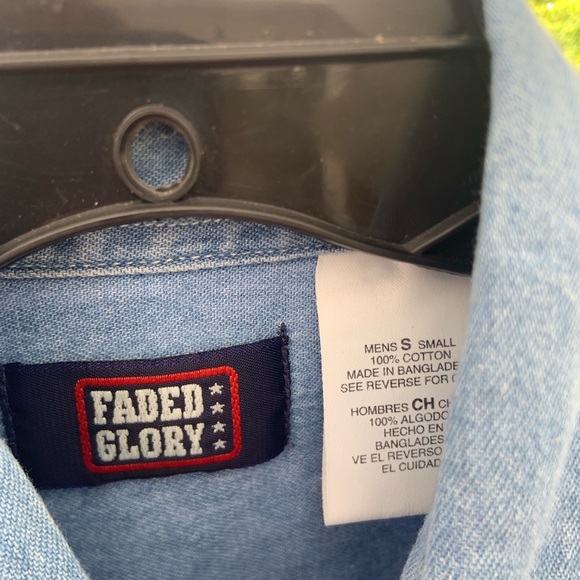 FADED
GLORY
MENS S SMALL
100% COTTON
MADE IN BANGLADE
SEE REVERSE FOR
HOMBRES CH
100% ALGODO
HECHO EN
BANGLADES
VE EL REVERSO
EL CUIDAD